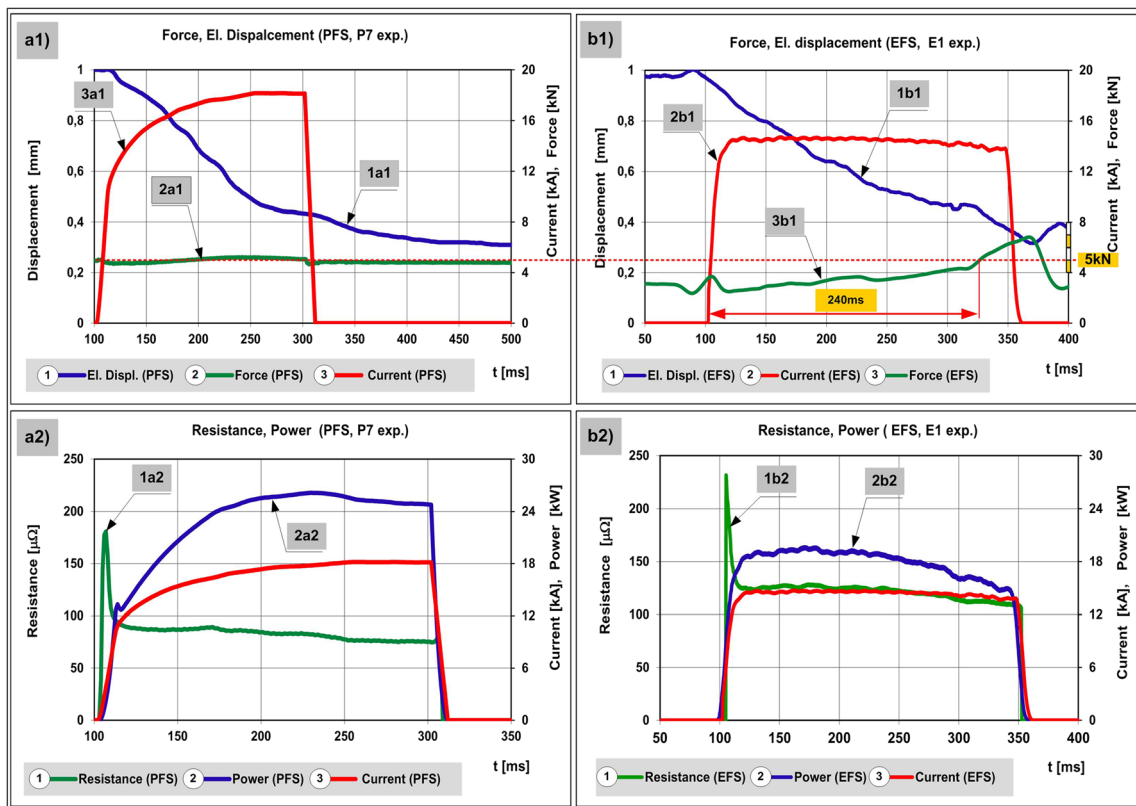 a1)
Force, El. Dispalcement (PFS, P7 exp.)
Displacement [mm]
1
0,8
0,6
0,4
0,2
0
20
16
12
8
4
0
Current [kA], Force [kN]
3a1
2a1
1a1
100 150 200 250 300 350 400 450 500
t [ms]
1 El. Displ. (PFS) 2 Force (PFS) 3 Current (PFS)
b1)
Force, El. displacement (EFS, E1 exp.)
Displacement [mm]
1
0,8
0,6
0,4
0,2
0
20
16
12
8
4
0
Current [kA], Force [kN]
1b1
2b1
3b1
5kN
240ms
50 100 150 200 250 300 350 400
t [ms]
1 El. Displ. (EFS) 2 Current (EFS) 3 Force (EFS)
a2)
Resistance, Power (PFS, P7 exp.)
Resistance [µΩ]
250
200
150
100
50
0
30
24
18
12
6
0
Current [kA], Power [kW]
1a2
2a2
100 150 200 250 300 350
t [ms]
1 Resistance (PFS) 2 Power (PFS) 3 Current (PFS)
b2)
Resistance, Power ( EFS, E1 exp.)
Resistance [µΩ]
250
200
150
100
50
0
30
24
18
12
6
0
Current [kA], Power [kW]
1b2
2b2
50 100 150 200 250 300 350 400
t [ms]
1 Resistance (EFS) 2 Power (EFS) 3 Current (EFS)